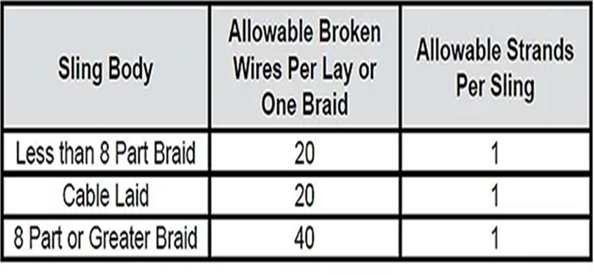 Sling Body
Allowable Broken
Wires Per Lay or
One Braid
Allowable Strands
Per Sling
Less than 8 Part Braid 20 1
Cable Laid 20 1
8 Part or Greater Braid 40 1